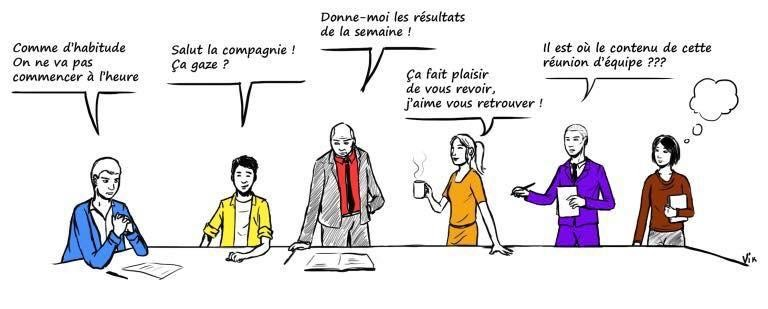 Comme d'habitude
On ne va pas
commencer à l'heure
Salut la compagnie !
Ça gaze ?
Donne-moi les résultats
de la semaine !
Ça fait plaisir
de vous revoir,
j'aime vous retrouver !
Il est où le contenu de cette
réunion d'équipe ???